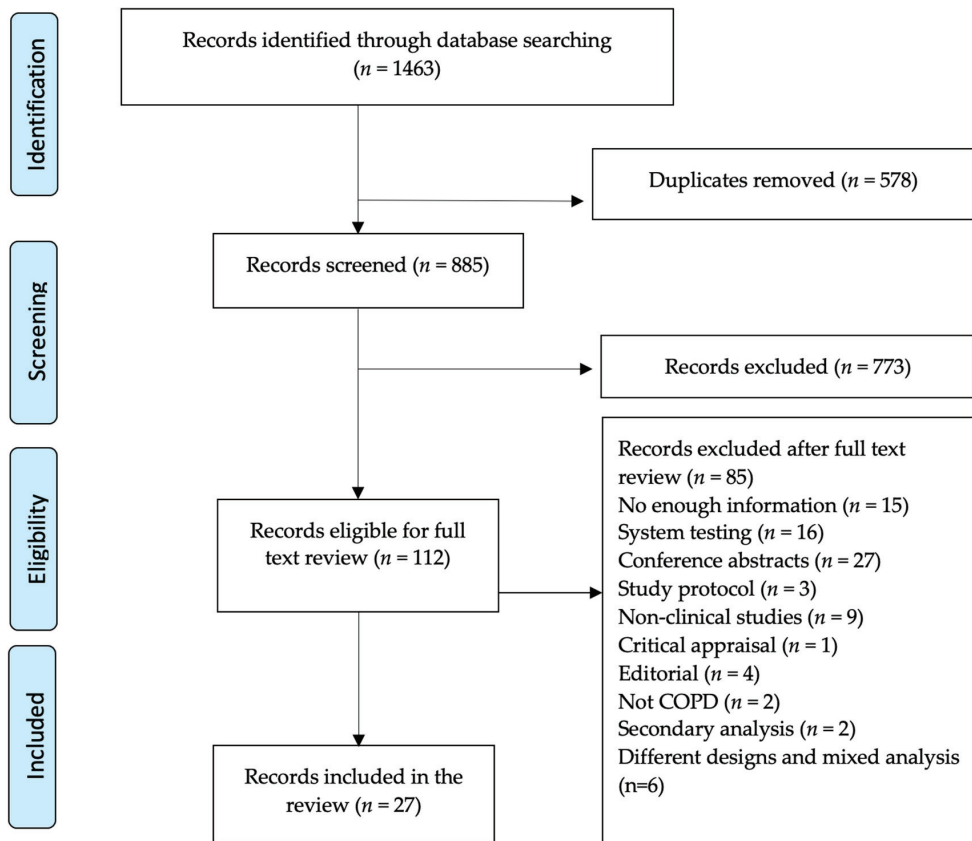 Identification
Records identified through database searching
(n = 1463)
Duplicates removed (n = 578)
Screening
Records screened (n = 885)
Records excluded (n = 773)
Eligibility
Records eligible for full
text review (n = 112)
Records excluded after full text
review (n = 85)
No enough information (n = 15)
System testing (n = 16)
Conference abstracts (n = 27)
Study protocol (n = 3)
Non-clinical studies (n = 9)
Critical appraisal (n = 1)
Editorial (n = 4)
Not COPD (n = 2)
Secondary analysis (n = 2)
Different designs and mixed analysis
(n=6)
Included
Records included in the
review (n = 27)